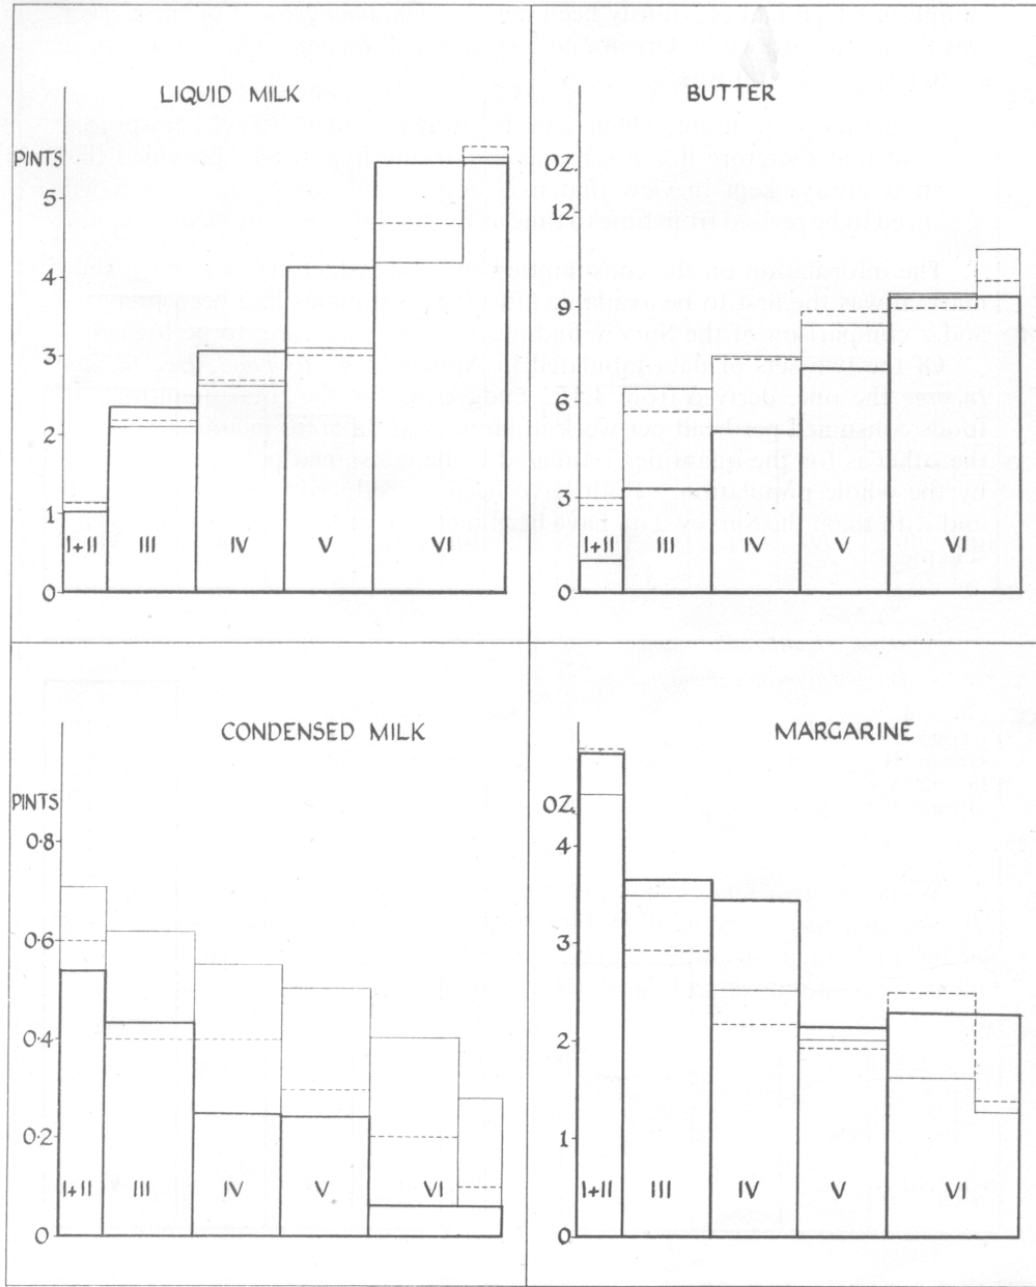 LIQUID MILK
PINTS
5
4
3
2
1
0
I+II III IV V VI
BUTTER
OZ.
12
9
6
3
0
I+II III IV V VI
CONDENSED MILK
PINTS
0·8
0·6
0·4
0·2
0
I+II III IV V VI
MARGARINE
OZ.
4
3
2
1
0
I+II III IV V VI